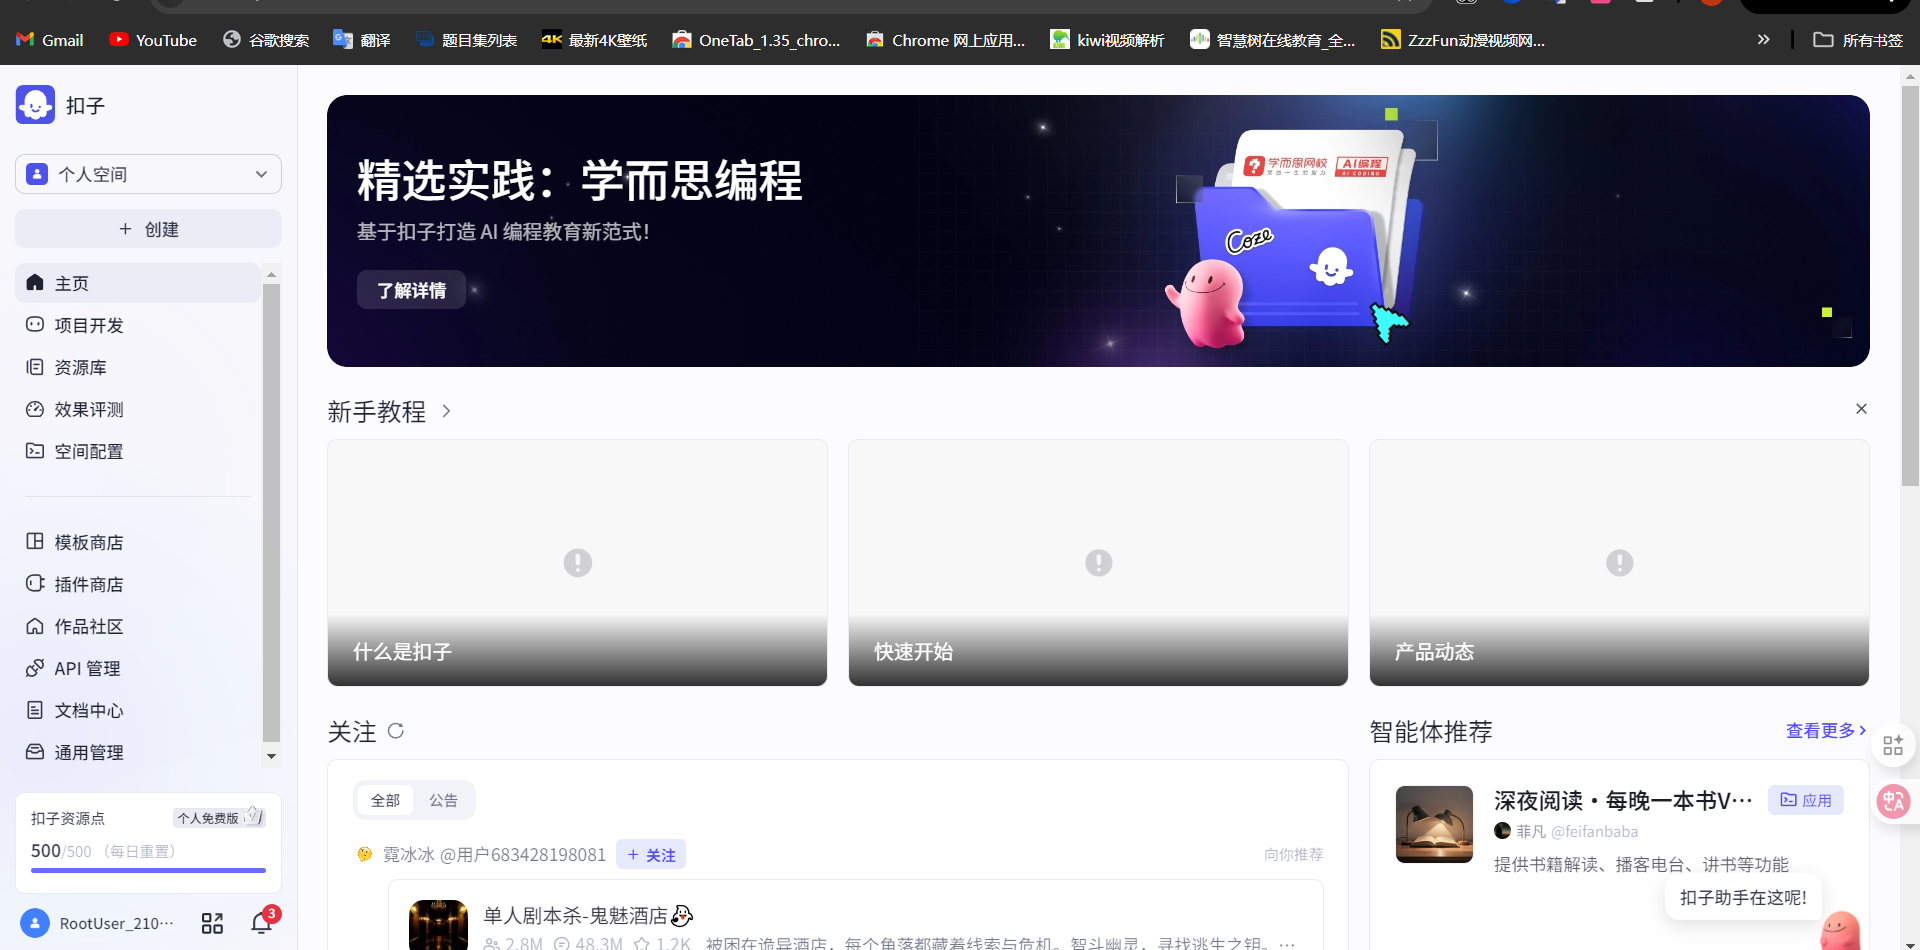 Gmail
YouTube
谷歌搜索
翻译
题目集列表
最新4K壁纸
OneTab_1.35_chro...
Chrome 网上应用...
kiwi视频解析
智慧树在线教育_全...
ZzzFun动漫视频网...
所有书签
扣子
个人空间
+ 创建
主页
项目开发
资源库
效果评测
空间配置
模板商店
插件商店
作品社区
API 管理
文档中心
通用管理
扣子资源点
个人免费版
500/500 （每日重置）
RootUser_210···
3
精选实践：学而思编程
基于扣子打造 AI 编程教育新范式！
了解详情
学而思网校
AI编程
AI CODING
Coze
新手教程
什么是扣子
快速开始
产品动态
关注
全部
公告
霓冰冰 @用户683428198081
+ 关注
向你推荐
单人剧本杀-鬼魅酒店
2.8M 48.3M 1.2K 被困在诡异酒店，每个角落都藏着线索与危机。智斗幽灵，寻找逃生之钥。···
智能体推荐
查看更多
深夜阅读·每晚一本书V···
应用
菲凡 @feifanbaba
提供书籍解读、播客电台、讲书等功能
扣子助手在这呢!
中A